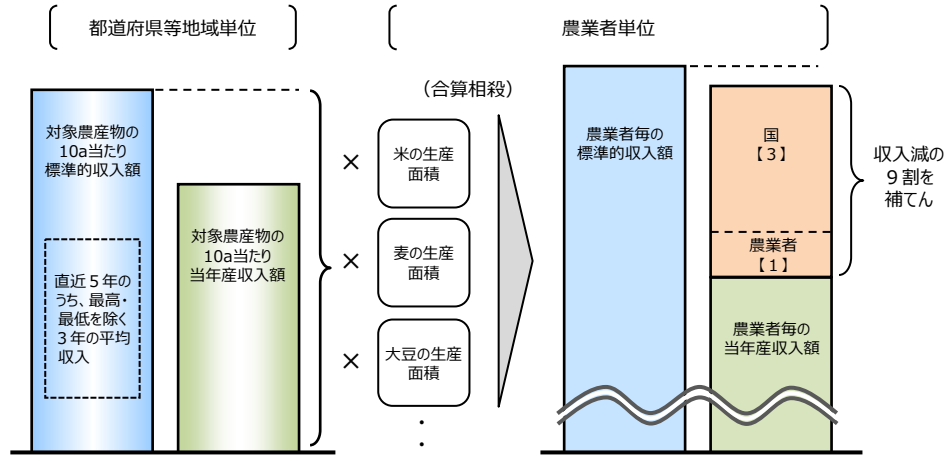 都道府県等地域単位
農業者単位
対象農産物の
10a当たり
標準的収入額
直近５年の
うち、最高・
最低を除く
３年の平均
収入
対象農産物の
10a当たり
当年産収入額
（合算相殺）
×
米の生産
面積
×
麦の生産
面積
×
大豆の生産
面積
・
・
農業者毎の
標準的収入額
国
【３】
農業者
【１】
農業者毎の
当年産収入額
収入減の
９割を
補てん